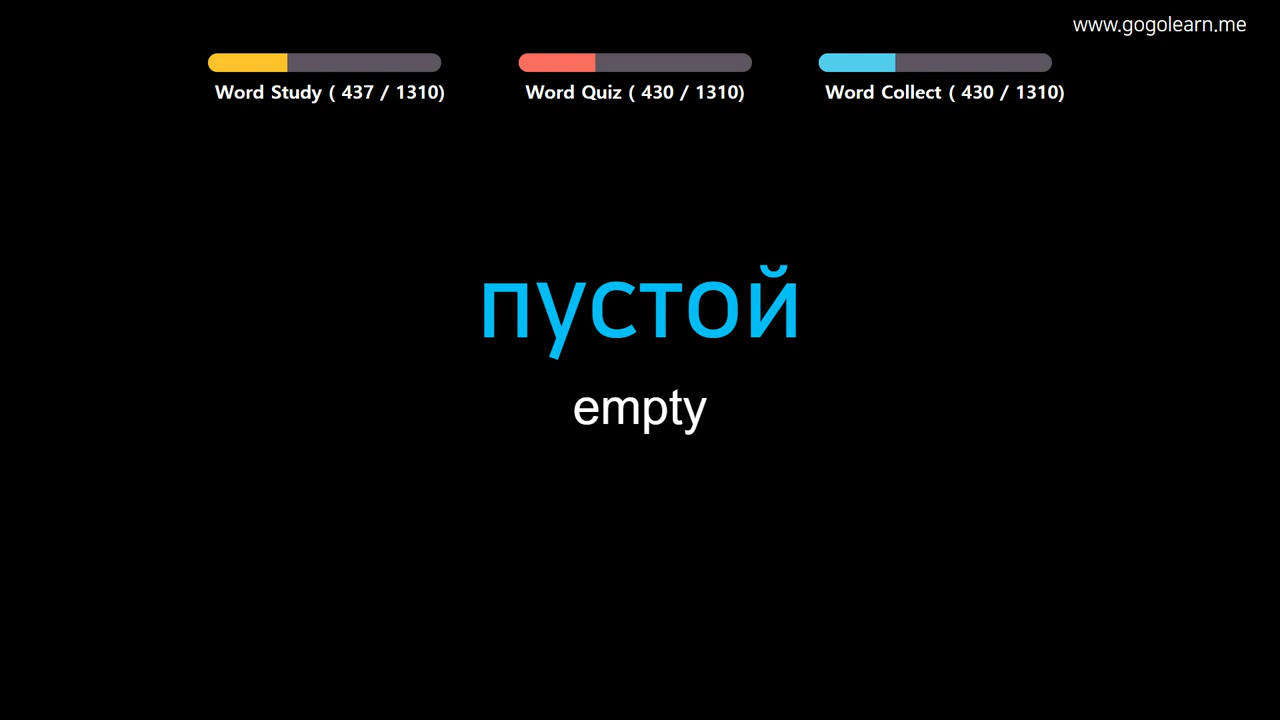 www.gogolearn.me
Word Study ( 437 / 1310)
Word Quiz ( 430 / 1310)
Word Collect ( 430 / 1310)
пустой
empty